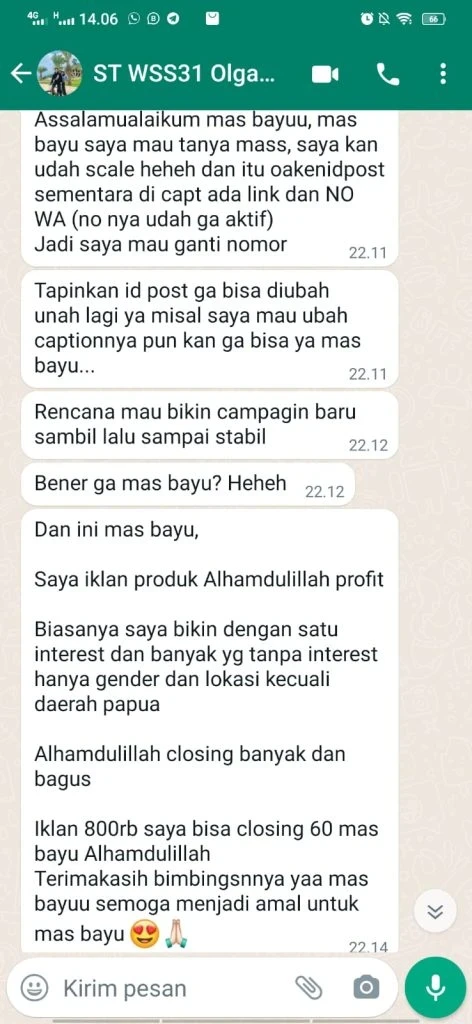 4G H 14.06 66
ST WSS31 Olga...
Assalamualaikum mas bayuu, mas
bayu saya mau tanya mass, saya kan
udah scale heheh dan itu oakenidpost
sementara di capt ada link dan NO
WA (no nya udah ga aktif)
Jadi saya mau ganti nomor
22.11
Tapinkan id post ga bisa diubah
unah lagi ya misal saya mau ubah
captionnya pun kan ga bisa ya mas
bayu...
22.11
Rencana mau bikin campagin baru
sambil lalu sampai stabil
22.12
Bener ga mas bayu? Heheh 22.12
Dan ini mas bayu,
Saya iklan produk Alhamdulillah profit
Biasanya saya bikin dengan satu
interest dan banyak yg tanpa interest
hanya gender dan lokasi kecuali
daerah papua
Alhamdulillah closing banyak dan
bagus
Iklan 800rb saya bisa closing 60 mas
bayu Alhamdulillah
Terimakasih bimbingsnnya yaa mas
bayuu semoga menjadi amal untuk
mas bayu 😍🙏🏻
22.14
Kirim pesan